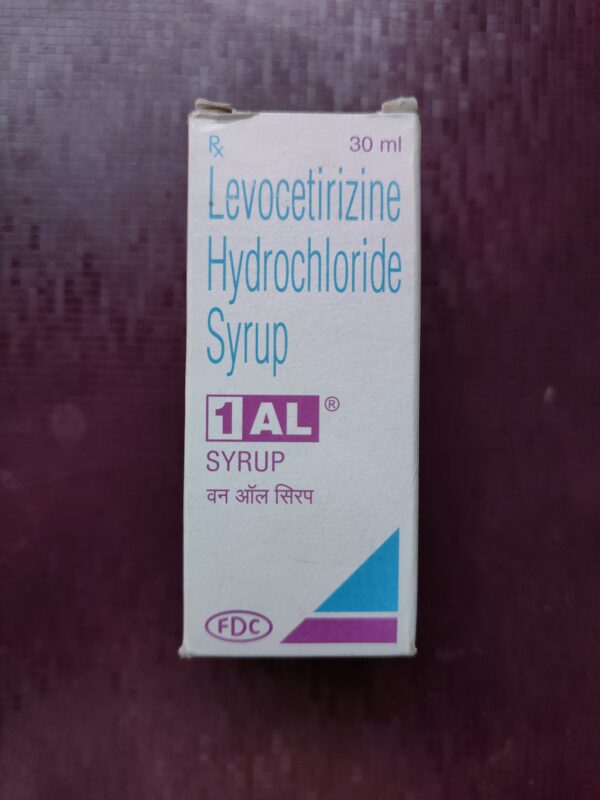 Rx 30 ml
Levocetirizine
Hydrochloride
Syrup
1 AL®
SYRUP
वन ऑल सिरप
FDC